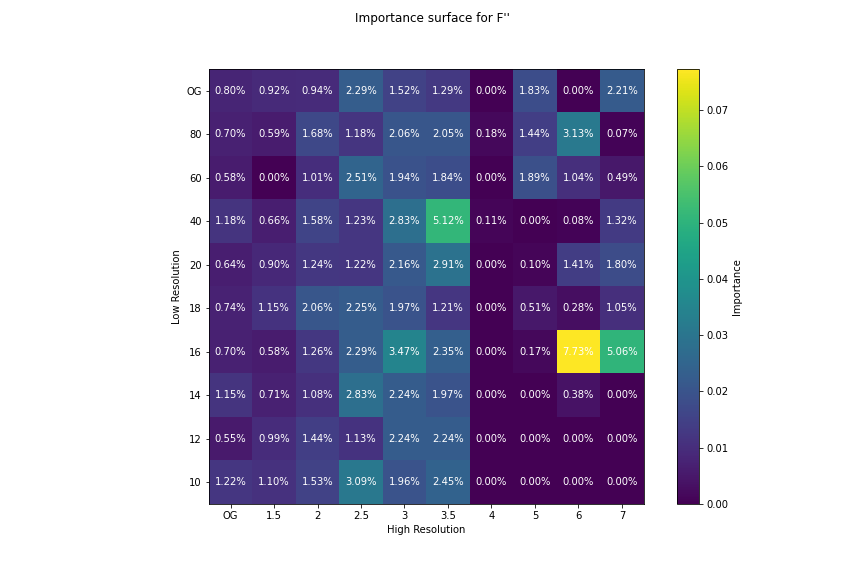 Importance surface for F''
OG 0.80% 0.92% 0.94% 2.29% 1.52% 1.29% 0.00% 1.83% 0.00% 2.21%
80 0.70% 0.59% 1.68% 1.18% 2.06% 2.05% 0.18% 1.44% 3.13% 0.07%
60 0.58% 0.00% 1.01% 2.51% 1.94% 1.84% 0.00% 1.89% 1.04% 0.49%
40 1.18% 0.66% 1.58% 1.23% 2.83% 5.12% 0.11% 0.00% 0.08% 1.32%
20 0.64% 0.90% 1.24% 1.22% 2.16% 2.91% 0.00% 0.10% 1.41% 1.80%
18 0.74% 1.15% 2.06% 2.25% 1.97% 1.21% 0.00% 0.51% 0.28% 1.05%
16 0.70% 0.58% 1.26% 2.29% 3.47% 2.35% 0.00% 0.17% 7.73% 5.06%
14 1.15% 0.71% 1.08% 2.83% 2.24% 1.97% 0.00% 0.00% 0.38% 0.00%
12 0.55% 0.99% 1.44% 1.13% 2.24% 2.24% 0.00% 0.00% 0.00% 0.00%
10 1.22% 1.10% 1.53% 3.09% 1.96% 2.45% 0.00% 0.00% 0.00% 0.00%
OG 1.5 2 2.5 3 3.5 4 5 6 7
High Resolution
Low Resolution
0.07
0.06
0.05
0.04
0.03
0.02
0.01
0.00
Importance